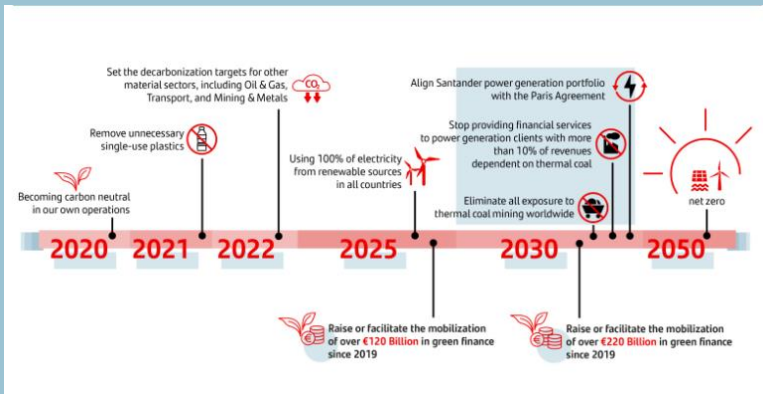 Set the decarbonization targets for other
material sectors, including Oil & Gas,
Transport, and Mining & Metals
CO₂
Align Santander power generation portfolio
with the Paris Agreement
Remove unnecessary
single-use plastics
Stop providing financial services
to power generation clients with more
than 10% of revenues
dependent on thermal coal
Using 100% of electricity
from renewable sources
in all countries
Becoming carbon neutral
in our own operations
Eliminate all exposure to
thermal coal mining worldwide
net zero
2020
2021
2022
2025
2030
2050
Raise or facilitate the mobilization
of over €120 Billion in green finance
since 2019
Raise or facilitate the mobilization
of over €220 Billion in green finance
since 2019